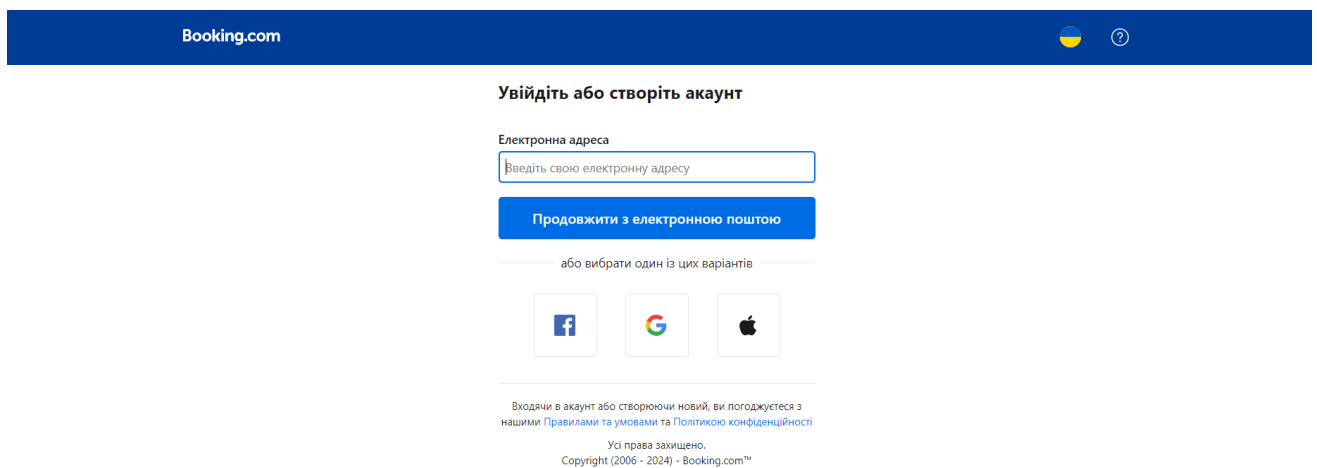 Booking.com
Увійдіть або створіть акаунт
Електронна адреса
Введіть свою електронну адресу
Продовжити з електронною поштою
або вибрати один із цих варіантів
Входячи в акаунт або створюючи новий, ви погоджуєтеся з
нашими Правилами та умовами та Політикою конфіденційності
Усі права захищено.
Copyright (2006 - 2024) - Booking.com™